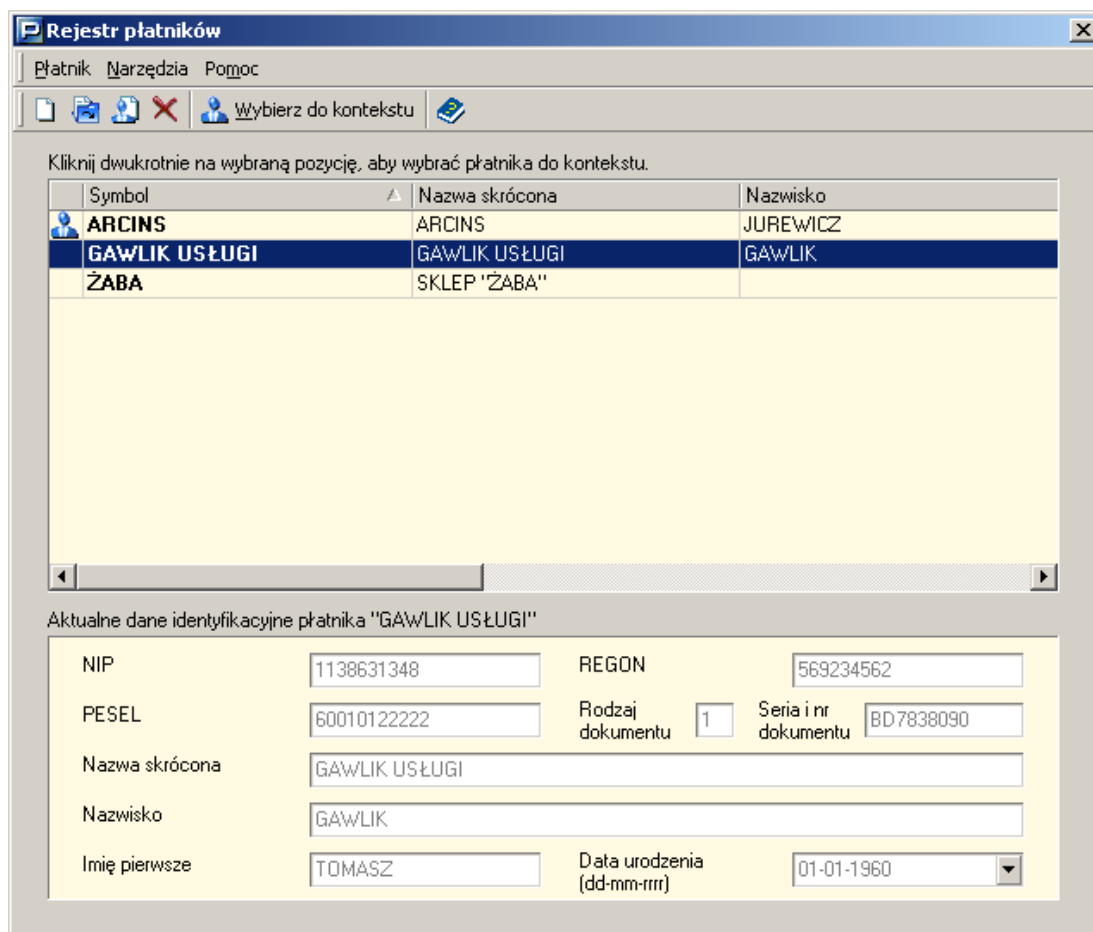 Rejestr płatników
Płatnik Narzędzia Pomoc
Wybierz do kontekstu
Kliknij dwukrotnie na wybraną pozycję, aby wybrać płatnika do kontekstu.
Symbol Nazwa skrócona Nazwisko
ARCINS ARCINS JUREWICZ
GAWLIK USŁUGI GAWLIK USŁUGI GAWLIK
ŻABA SKLEP "ŻABA"
Aktualne dane identyfikacyjne płatnika "GAWLIK USŁUGI"
NIP 1138631348 REGON 569234562
PESEL 60010122222 Rodzaj dokumentu 1 Seria i nr dokumentu BD7838090
Nazwa skrócona GAWLIK USŁUGI
Nazwisko GAWLIK
Imię pierwsze TOMASZ Data urodzenia (dd-mm-rrrr) 01-01-1960